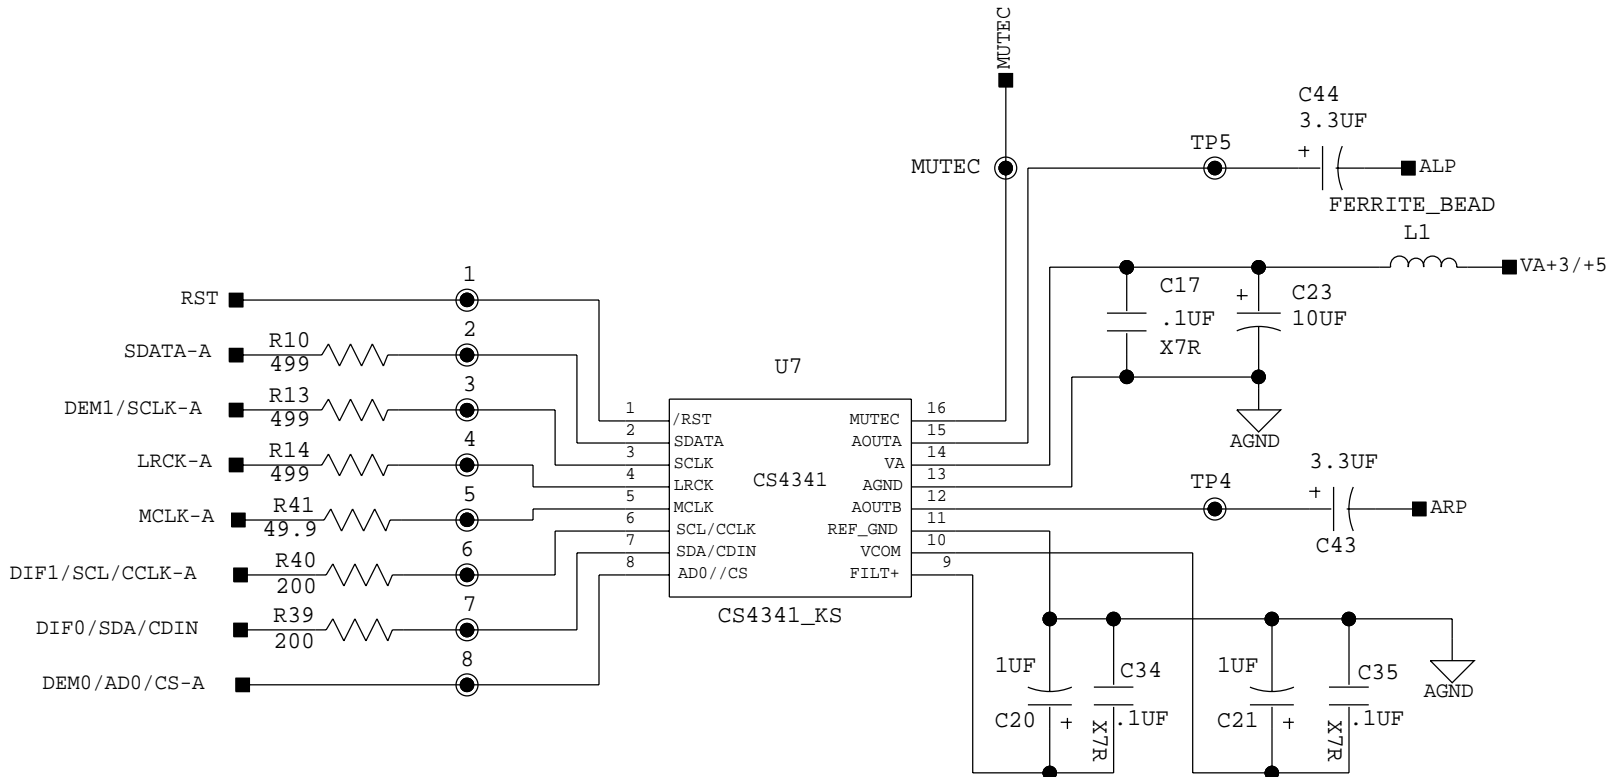 MUTEC
C44
3.3UF
+
TP5
MUTEC
ALP
FERRITE_BEAD
L1
VA+3/+5
C17
.1UF
X7R
+
C23
10UF
AGND
1
RST
2
SDATA-A
R10
499
3
DEM1/SCLK-A
R13
499
4
LRCK-A
R14
499
5
MCLK-A
R41
49.9
6
DIF1/SCL/CCLK-A
R40
200
7
DIF0/SDA/CDIN
R39
200
8
DEM0/AD0/CS-A
U7
1
/RST
2
SDATA
3
SCLK
4
LRCK
5
MCLK
6
SCL/CCLK
7
SDA/CDIN
8
AD0//CS
CS4341
MUTEC
16
AOUTA
15
VA
14
AGND
13
AOUTB
12
REF_GND
11
VCOM
10
FILT+
9
CS4341_KS
TP4
3.3UF
+
C43
ARP
1UF
C20
+
C34
.1UF
X7R
1UF
C21
+
C35
.1UF
X7R
AGND